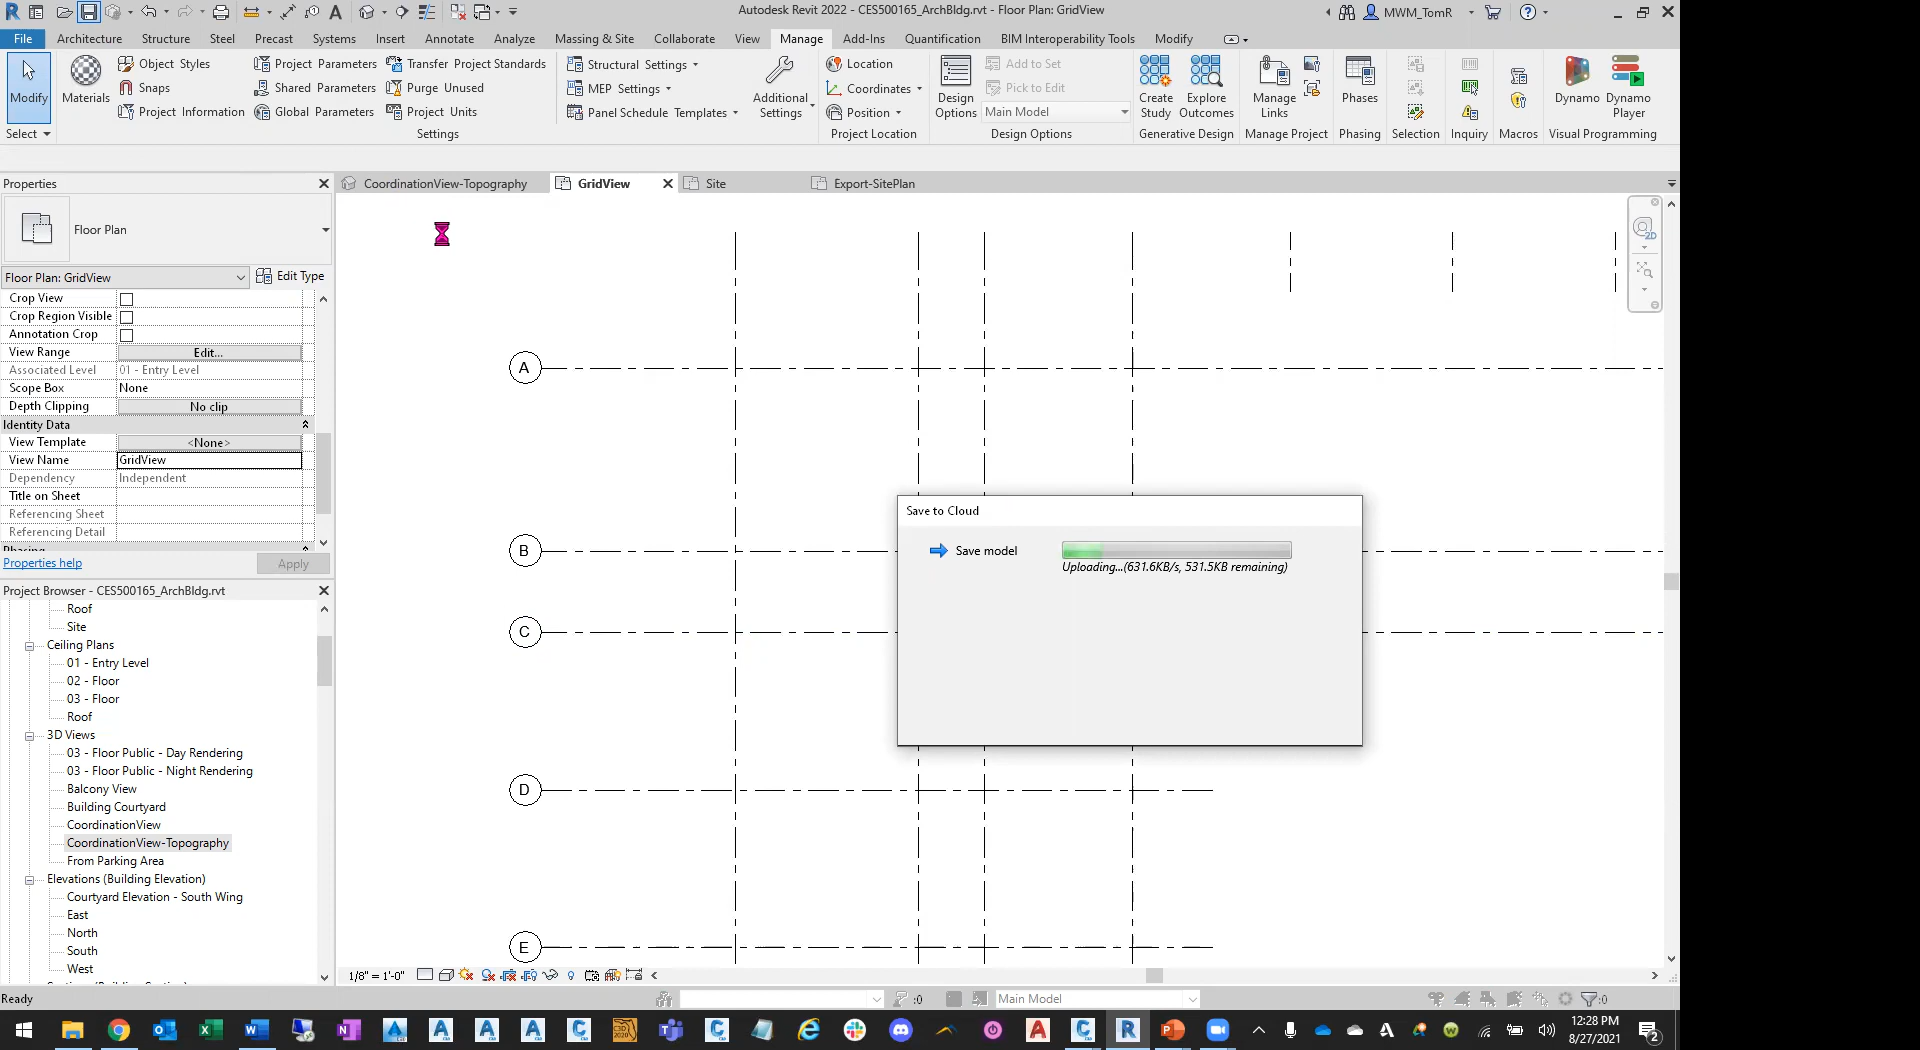 Autodesk Revit 2022 - CES500165_ArchBldg.rvt - Floor Plan: GridView
MWM_TomR
File Architecture Structure Steel Precast Systems Insert Annotate Analyze Massing & Site Collaborate View Manage Add-Ins Quantification BIM Interoperability Tools Modify
Modify
Select
Materials
Object Styles
Snaps
Project Information
Project Parameters
Shared Parameters
Global Parameters
Transfer Project Standards
Purge Unused
Project Units
Settings
Structural Settings
MEP Settings
Panel Schedule Templates
Additional
Settings
Location
Coordinates
Position
Project Location
Design
Options
Add to Set
Pick to Edit
Main Model
Design Options
Create
Study
Explore
Outcomes
Generative Design
Manage
Links
Manage Project
Phases
Phasing
Selection
Inquiry
Macros
Dynamo
Dynamo
Player
Visual Programming
Properties
CoordinationView-Topography
GridView
Site
Export-SitePlan
Floor Plan
Floor Plan: GridView
Edit Type
Crop View
Crop Region Visible
Annotation Crop
View Range Edit...
Associated Level 01 - Entry Level
Scope Box None
Depth Clipping No clip
Identity Data
View Template <None>
View Name GridView
Dependency Independent
Title on Sheet
Referencing Sheet
Referencing Detail
Phasing
Properties help
Apply
Project Browser - CES500165_ArchBldg.rvt
Roof
Site
Ceiling Plans
01 - Entry Level
02 - Floor
03 - Floor
Roof
3D Views
03 - Floor Public - Day Rendering
03 - Floor Public - Night Rendering
Balcony View
Building Courtyard
CoordinationView
CoordinationView-Topography
From Parking Area
Elevations (Building Elevation)
Courtyard Elevation - South Wing
East
North
South
West
2D
A
B
C
D
E
Save to Cloud
Save model
Uploading...(631.6KB/s, 531.5KB remaining)
1/8" = 1'-0"
Ready
:0
Main Model
:0
12:28 PM
8/27/2021
2